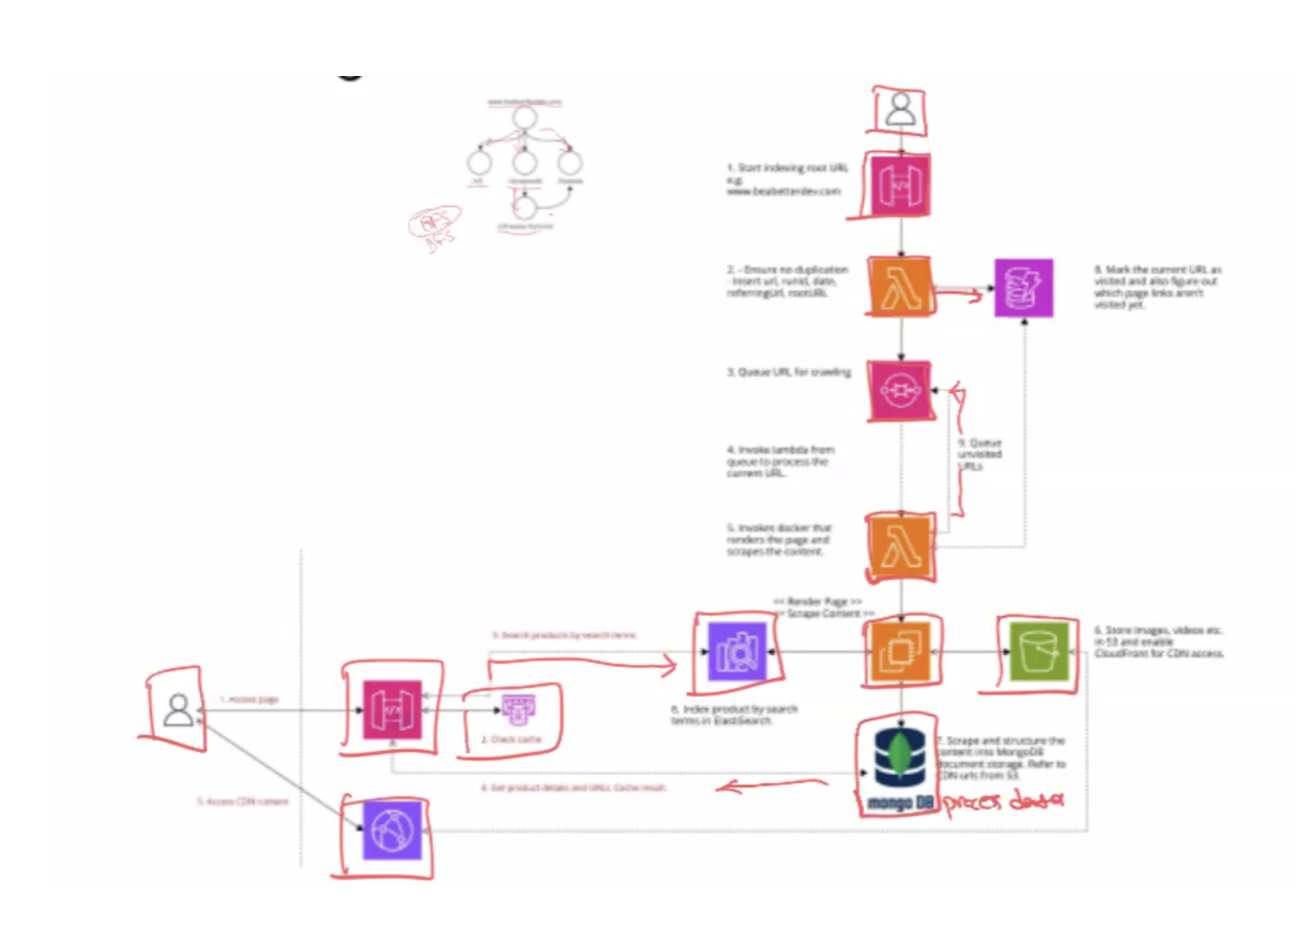 www.beabetterdev.com
BFS
DFS
1. Start indexing root URL
e.g.
www.beabetterdev.com
2. - Ensure no duplication
- Insert url, runId, date,
referringUrl, rootURL
8. Mark the current URL as
visited and also figure out
which page links aren't
visited yet.
3. Queue URL for crawling
4. Invoke lambda from
queue to process the
current URL.
9. Queue
unvisited
URLs
5. Invokes docker that
renders the page and
scrapes the content.
<< Render Page >>
<< Scrape Content >>
3. Search products by search terms
6. Store images, videos etc.
in S3 and enable
CloudFront for CDN access.
1. Access page
6. Index product by search
terms in ElastiSearch.
2. Check cache
7. Scrape and structure the
content into MongoDB
document storage. Refer to
CDN urls from S3.
4. Get product details and URLs. Cache result.
mongo DB
proces data
5. Access CDN content